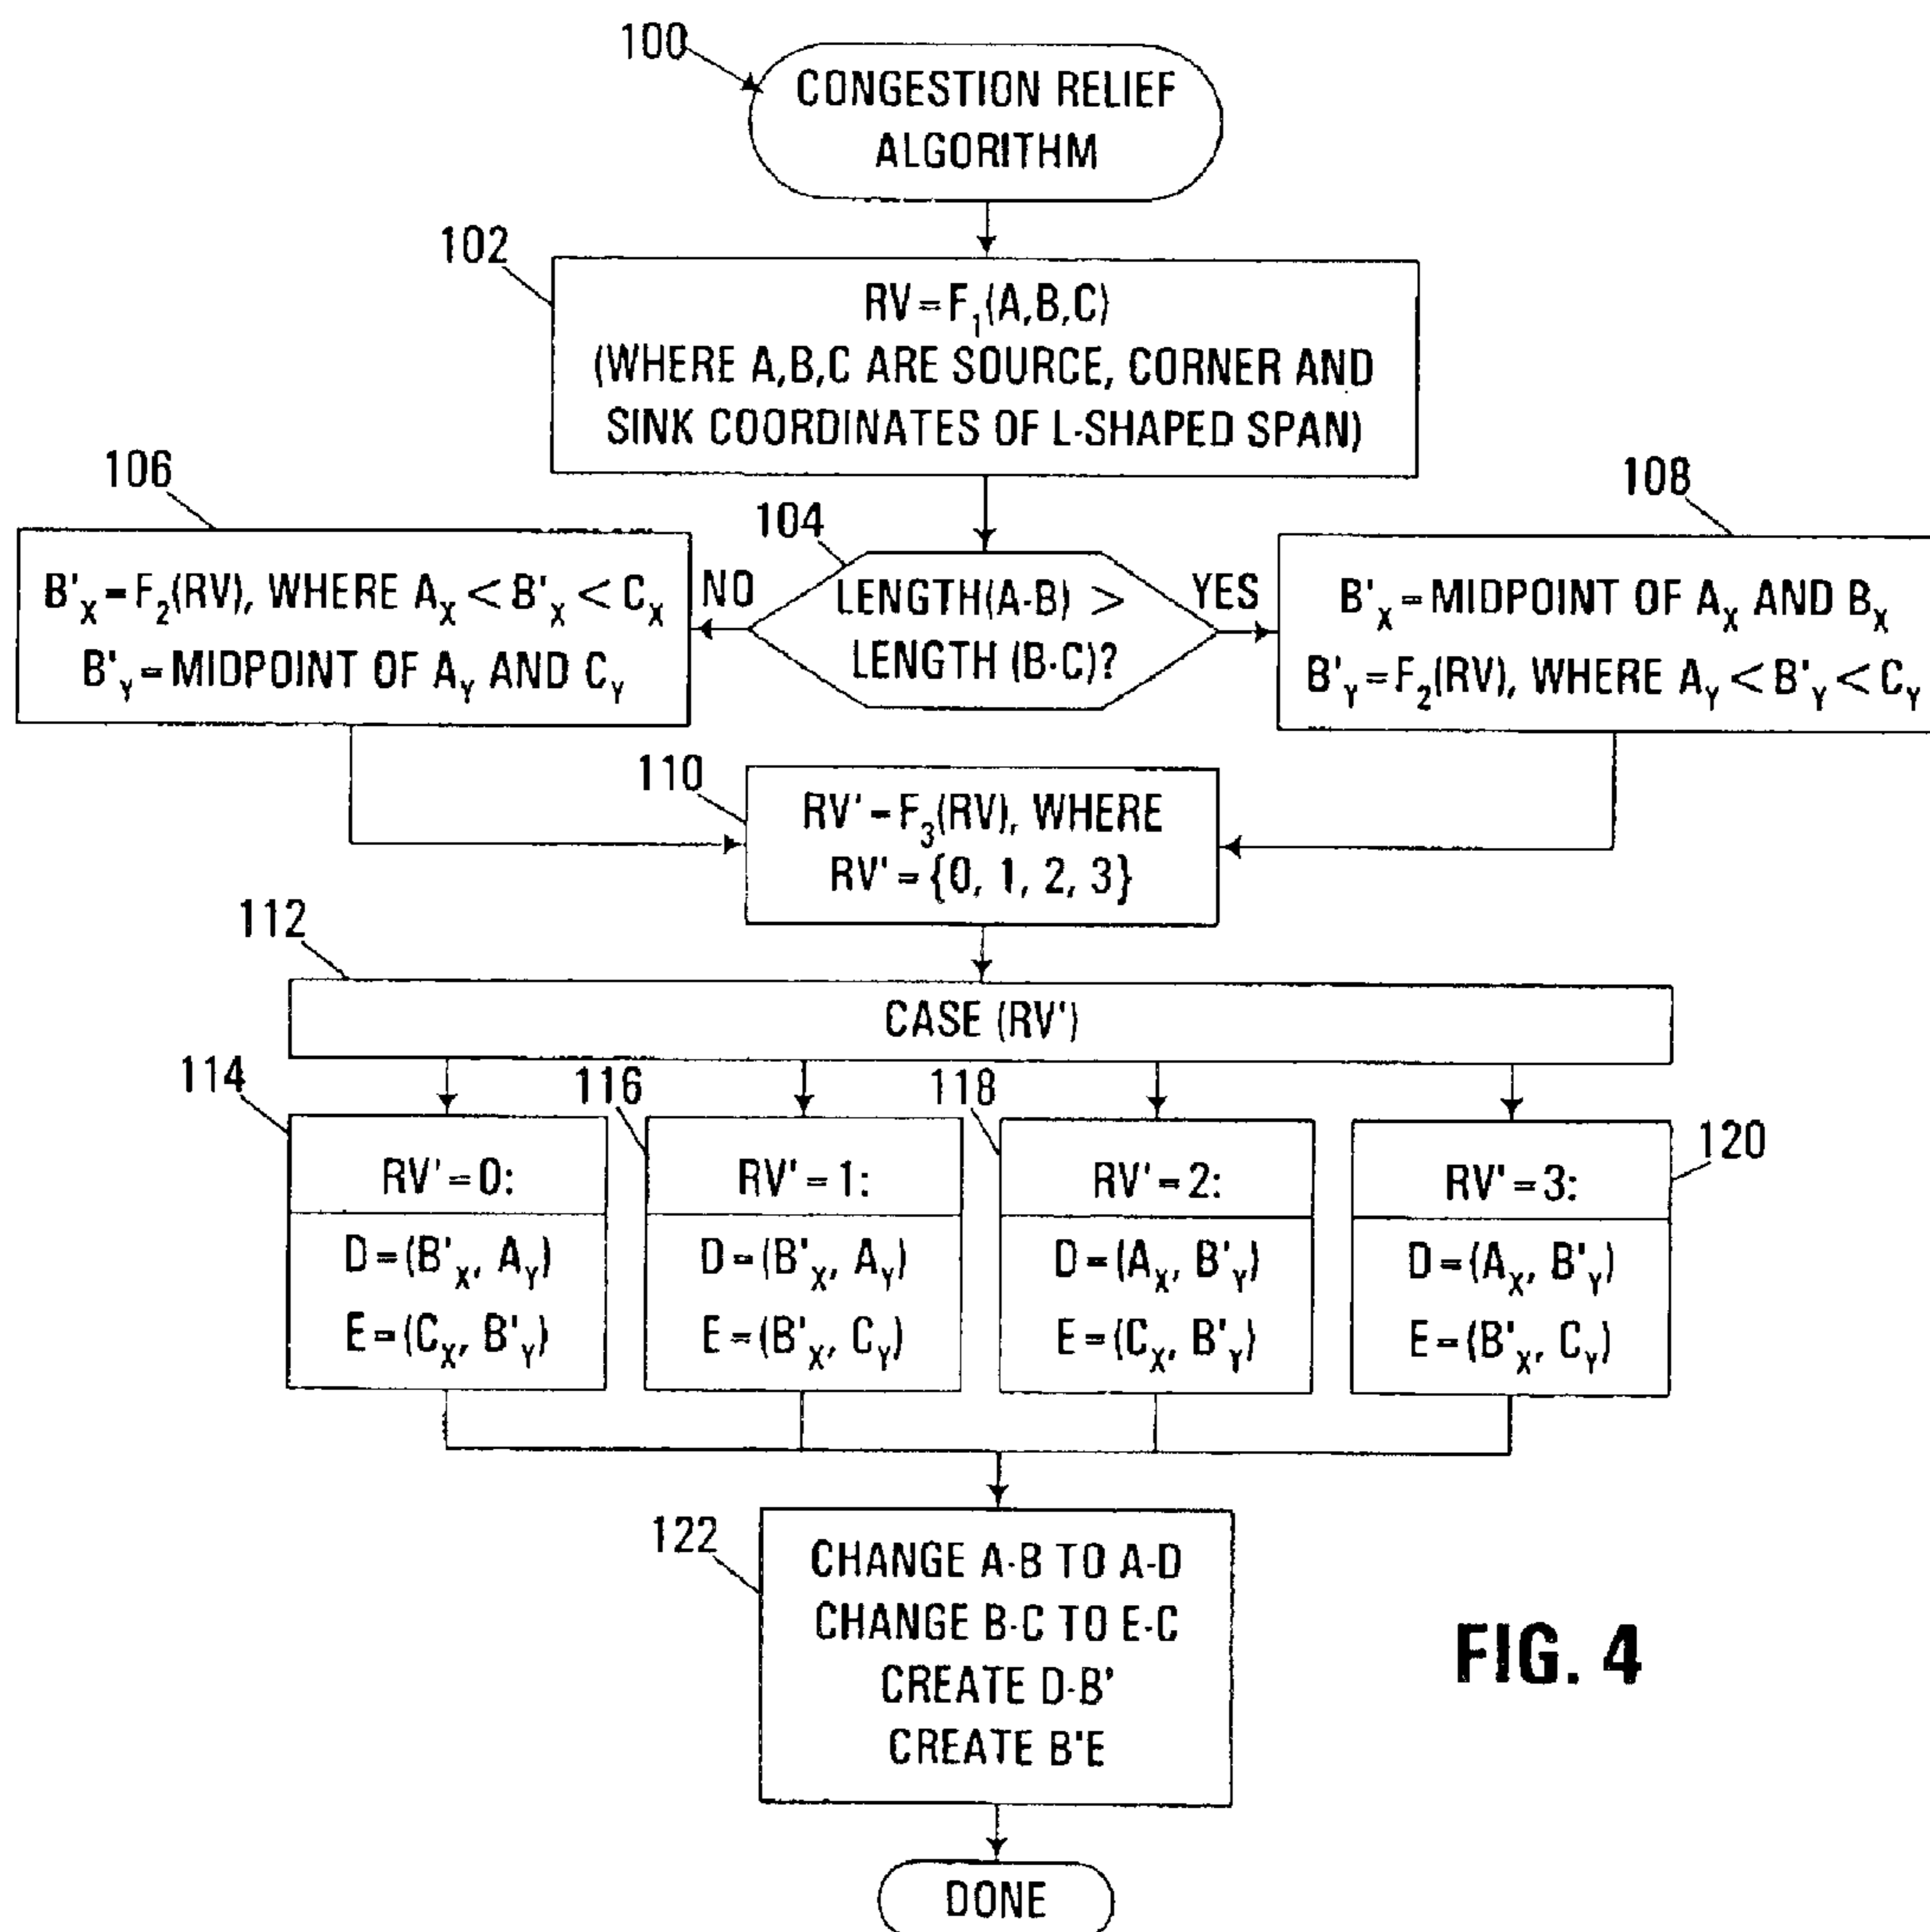 100
CONGESTION RELIEF
ALGORITHM
102
RV=F₁(A,B,C)
(WHERE A,B,C ARE SOURCE, CORNER AND
SINK COORDINATES OF L-SHAPED SPAN)
106
B'ₓ=F₂(RV), WHERE Aₓ<B'ₓ<Cₓ
B'Y=MIDPOINT OF AY AND CY
NO
104
LENGTH(A-B) >
LENGTH (B-C)?
YES
108
B'ₓ=MIDPOINT OF Aₓ AND Bₓ
B'Y=F₂(RV), WHERE AY<B'Y<CY
110
RV'=F₃(RV), WHERE
RV'={0, 1, 2, 3}
112
CASE (RV')
114
RV'=0:
D=(B'ₓ, AY)
E=(Cₓ, B'Y)
116
RV'=1:
D=(B'ₓ, AY)
E=(B'ₓ, CY)
118
RV'=2:
D=(Aₓ, B'Y)
E=(Cₓ, B'Y)
120
RV'=3:
D=(Aₓ, B'Y)
E=(B'ₓ, CY)
122
CHANGE A-B TO A-D
CHANGE B-C TO E-C
CREATE D-B'
CREATE B'E
DONE
FIG. 4